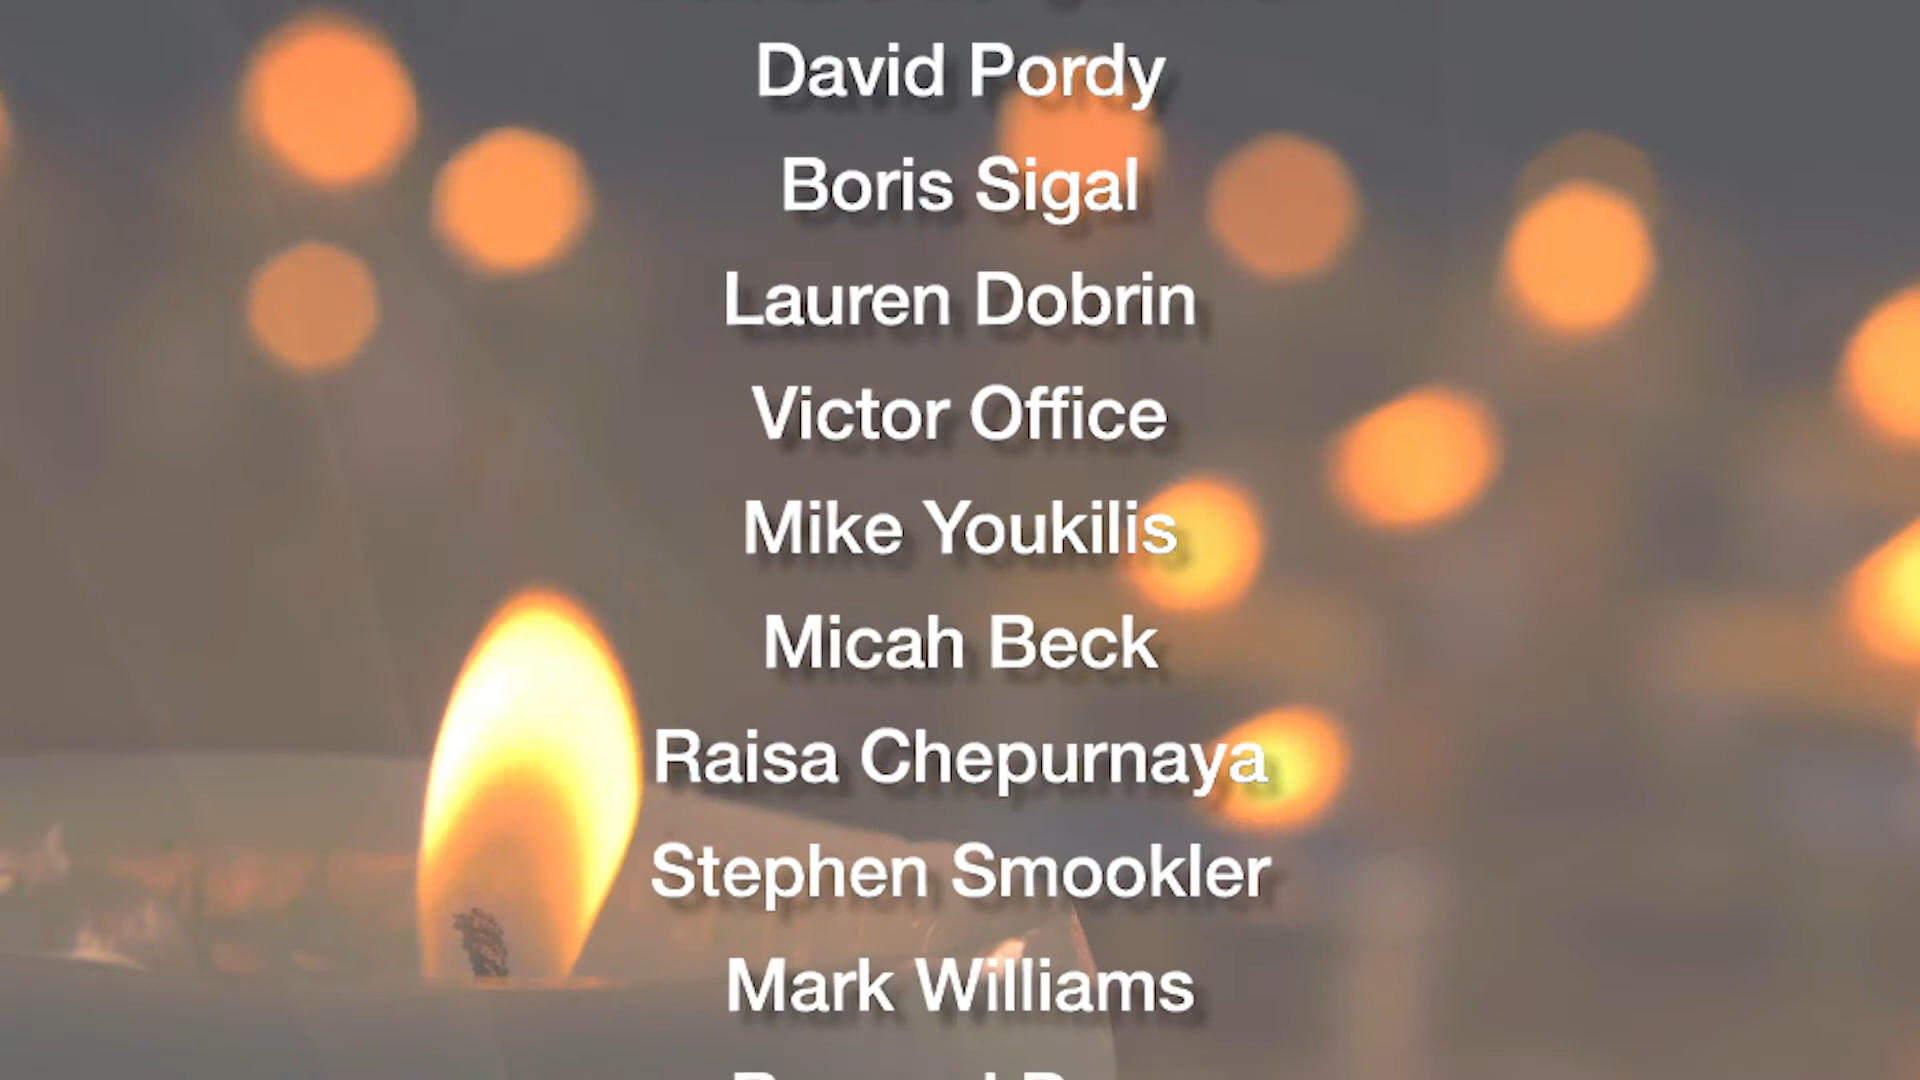 David Pordy
Boris Sigal
Lauren Dobrin
Victor Office
Mike Youkilis
Micah Beck
Raisa Chepurnaya
Stephen Smookler
Mark Williams